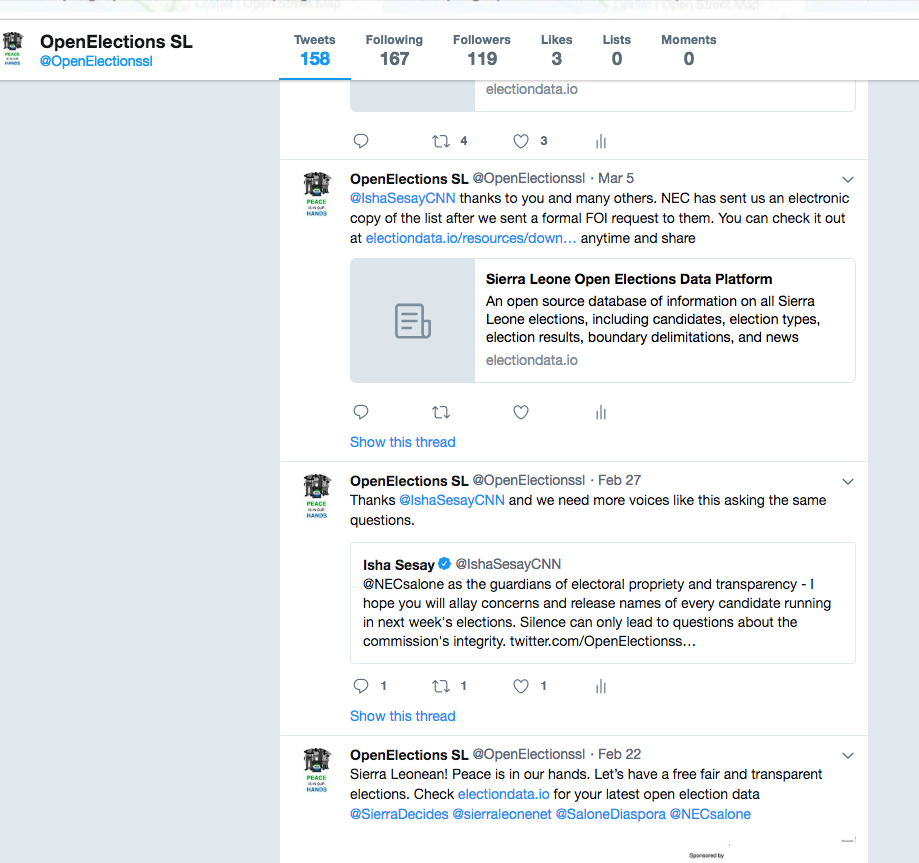 OpenElections SL
@OpenElectionssl
Tweets
158
Following
167
Followers
119
Likes
3
Lists
0
Moments
0
electiondata.io
4
3
PEACE
IS IN OUR
HANDS
OpenElections SL @OpenElectionssl · Mar 5
@IshaSesayCNN thanks to you and many others. NEC has sent us an electronic
copy of the list after we sent a formal FOI request to them. You can check it out
at electiondata.io/resources/down… anytime and share
Sierra Leone Open Elections Data Platform
An open source database of information on all Sierra
Leone elections, including candidates, election types,
election results, boundary delimitations, and news
electiondata.io
Show this thread
PEACE
IS IN OUR
HANDS
OpenElections SL @OpenElectionssl · Feb 27
Thanks @IshaSesayCNN and we need more voices like this asking the same
questions.
Isha Sesay @IshaSesayCNN
@NECsalone as the guardians of electoral propriety and transparency - I
hope you will allay concerns and release names of every candidate running
in next week's elections. Silence can only lead to questions about the
commission's integrity. twitter.com/OpenElectionss…
1
1
1
Show this thread
PEACE
IS IN OUR
HANDS
OpenElections SL @OpenElectionssl · Feb 22
Sierra Leonean! Peace is in our hands. Let’s have a free fair and transparent
elections. Check electiondata.io for your latest open election data
@SierraDecides @sierraleonenet @SaloneDiaspora @NECsalone
Sponsored by